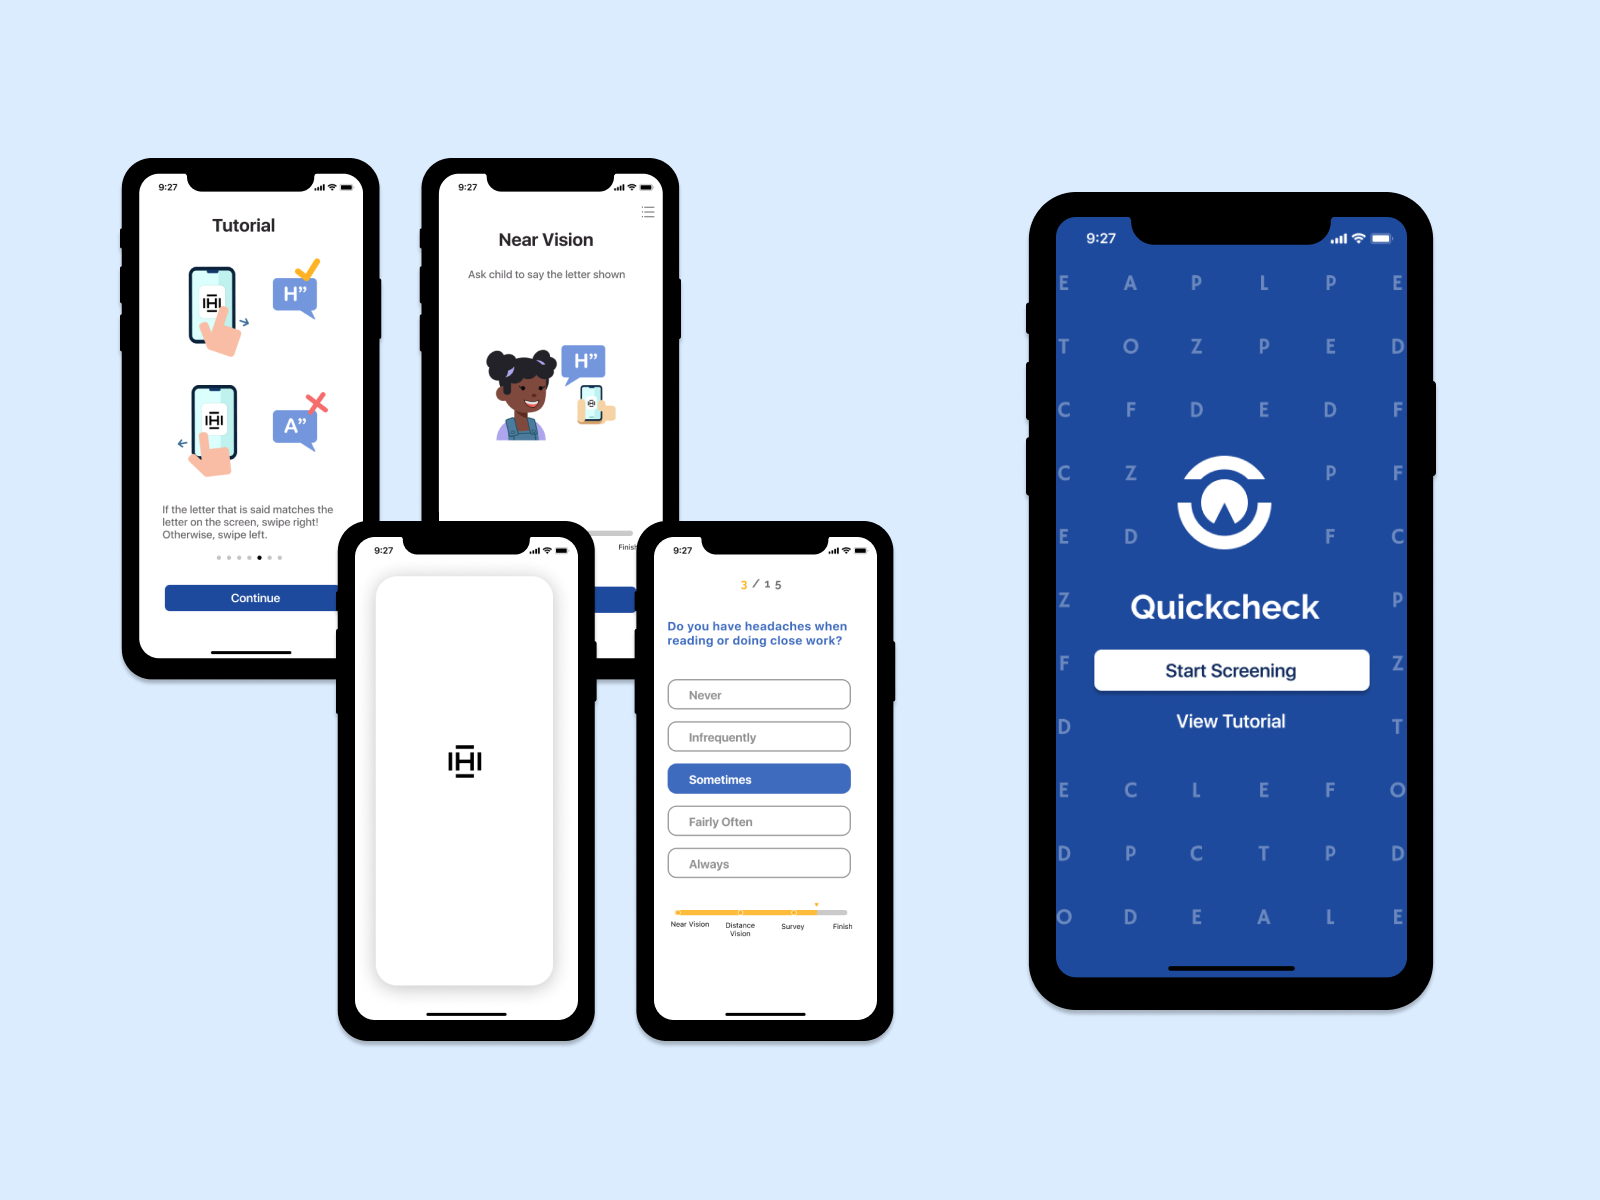 9:27
Tutorial
H”
H
H
A”
If the letter that is said matches the
letter on the screen, swipe right!
Otherwise, swipe left.
Continue
9:27
Near Vision
Ask child to say the letter shown
H”
H
9:27
H
9:27
3 / 1 5
Do you have headaches when
reading or doing close work?
Never
Infrequently
Sometimes
Fairly Often
Always
Near Vision
Distance
Vision
Survey
Finish
9:27
E A P L P E
T O Z P E D
C F D E D F
C Z P F
E D F C
Z P
Quickcheck
F Z
Start Screening
D T
View Tutorial
E C L E F O
D P C T P D
O D E A L E